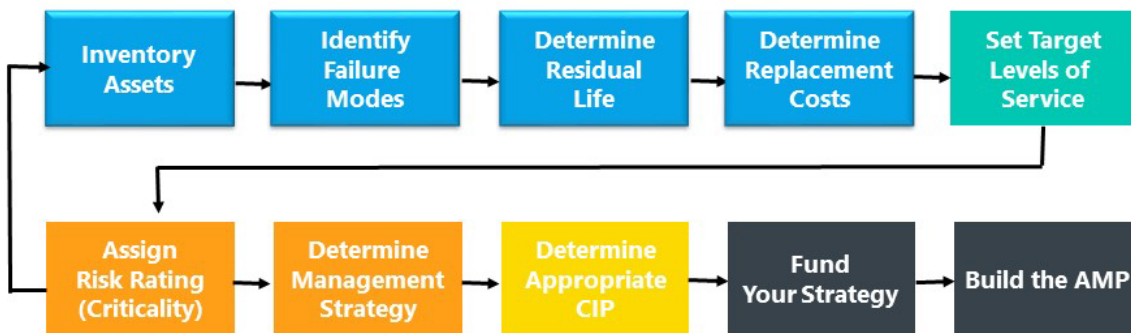 Inventory
Assets
Identify
Failure
Modes
Determine
Residual
Life
Determine
Replacement
Costs
Set Target
Levels of
Service
Assign
Risk Rating
(Criticality)
Determine
Management
Strategy
Determine
Appropriate
CIP
Fund
Your Strategy
Build the AMP